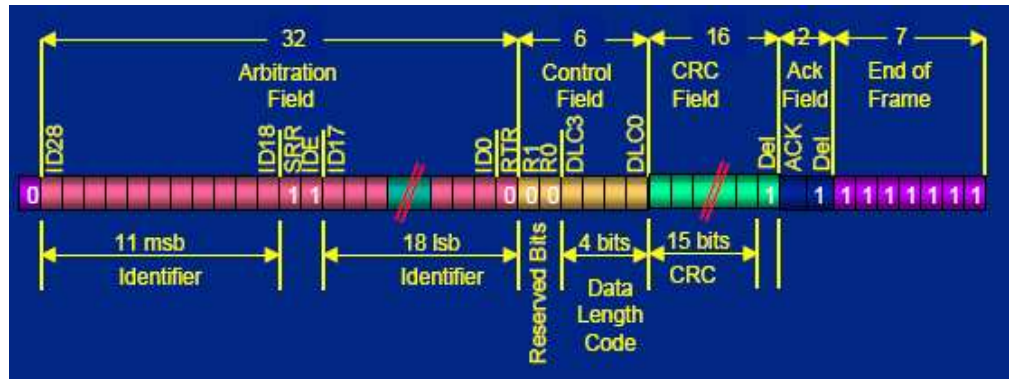 32 6 16 2 7
Arbitration Field
Control Field
CRC Field
Ack Field
End of Frame
ID28
ID18
SRR
IDE
ID17
ID0
RTR
R1
R0
DLC3
DLC0
Del
ACK
Del
0 1 1 0 0 0 1 1 1 1 1 1 1 1 1
11 msb
Identifier
18 lsb
Identifier
Reserved Bits
4 bits
Data
Length
Code
15 bits
CRC